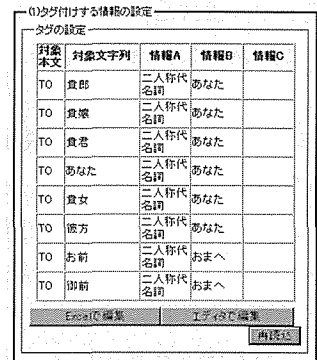 (1)タグ付けする情報の設定
タグの設定
対象本文 対象文字列 情報A 情報B 情報C
TO 貴郎 二人称代名詞 あなた
TO 貴嬢 二人称代名詞 あなた
TO 貴君 二人称代名詞 あなた
TO あなた 二人称代名詞 あなた
TO 貴女 二人称代名詞 あなた
TO 彼方 二人称代名詞 あなた
TO お前 二人称代名詞 おまへ
TO 御前 二人称代名詞 おまへ
Excelで編集 エディタで編集
再読込